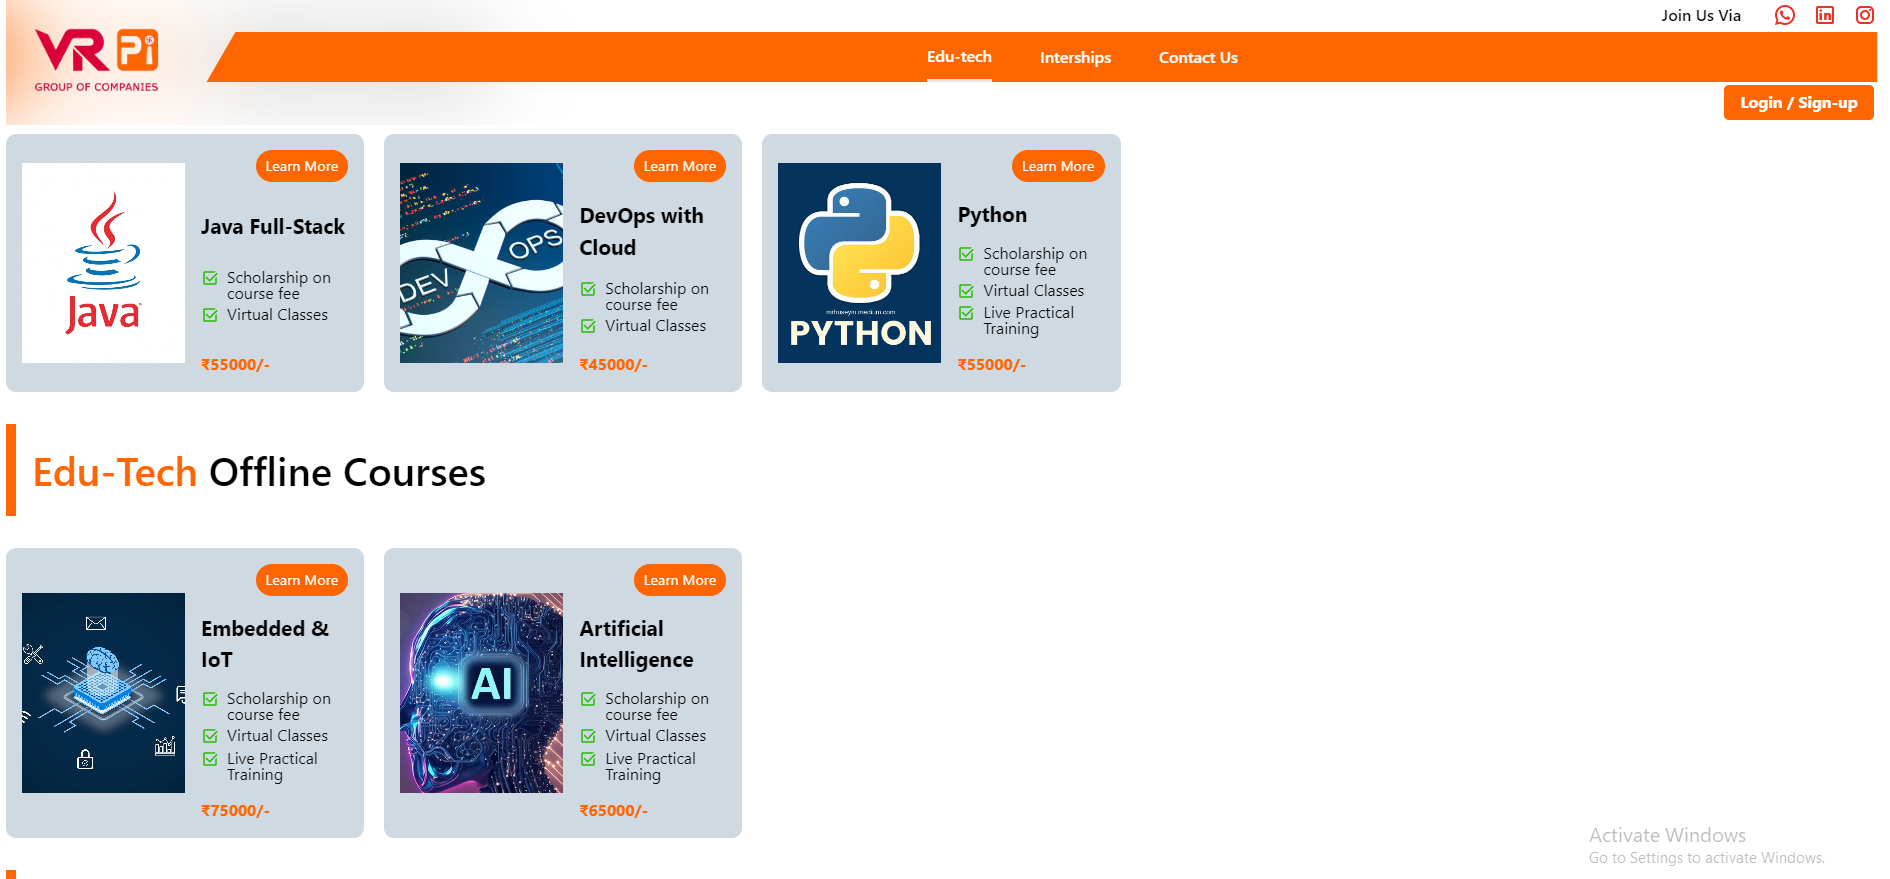 Join Us Via
VR Pi
GROUP OF COMPANIES
Edu-tech
Interships
Contact Us
Login / Sign-up
Learn More
Java
Java Full-Stack
Scholarship on
course fee
Virtual Classes
₹55000/-
Learn More
DEV OPS
DevOps with
Cloud
Scholarship on
course fee
Virtual Classes
₹45000/-
Learn More
mrhuseyin.medium.com
PYTHON
Python
Scholarship on
course fee
Virtual Classes
Live Practical
Training
₹55000/-
Edu-Tech Offline Courses
Learn More
Embedded &
IoT
Scholarship on
course fee
Virtual Classes
Live Practical
Training
₹75000/-
Learn More
AI
Artificial
Intelligence
Scholarship on
course fee
Virtual Classes
Live Practical
Training
₹65000/-
Activate Windows
Go to Settings to activate Windows.